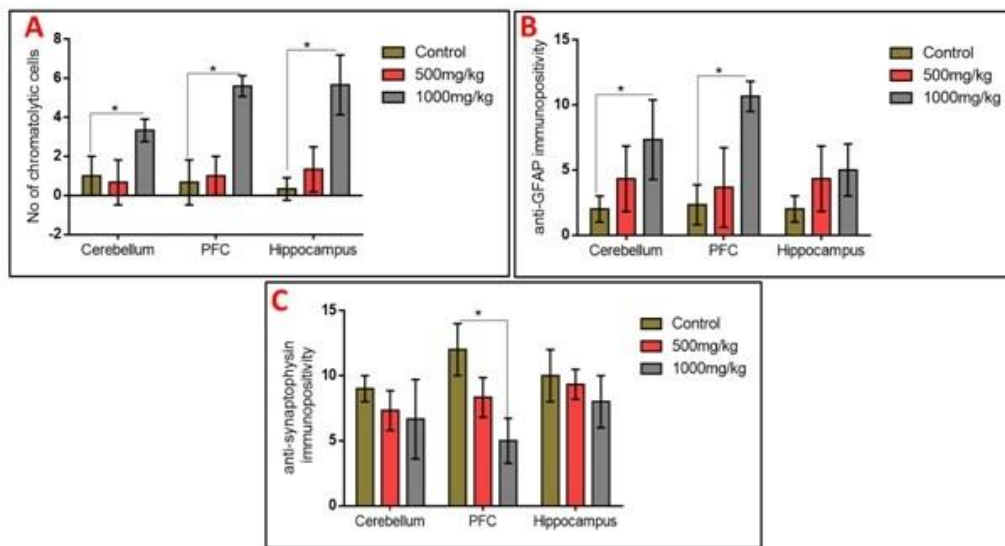 A
No of chromatolytic cells
8
6
4
2
0
-2
*
*
*
Cerebellum PFC Hippocampus
Control
500mg/kg
1000mg/kg
B
anti-GFAP immunopositivity
15
10
5
0
*
*
Cerebellum PFC Hippocampus
Control
500mg/kg
1000mg/kg
C
anti-synaptophysin
immunopositivity
15
10
5
0
*
Cerebellum PFC Hippocampus
Control
500mg/kg
1000mg/kg